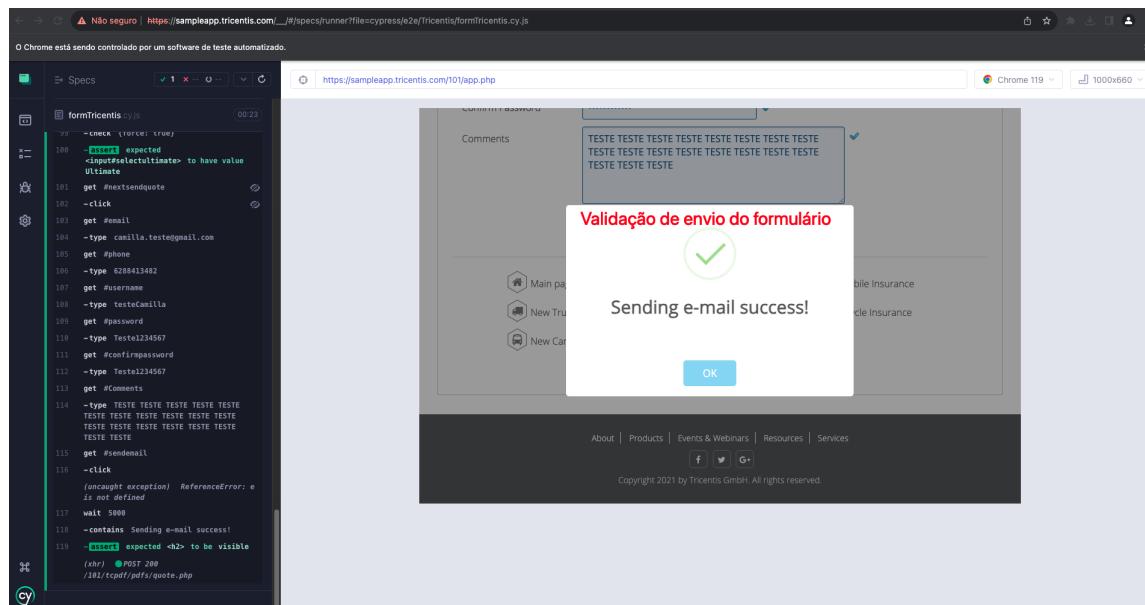 Não seguro | https://sampleapp.tricentis.com/__/#/specs/runner?file=cypress/e2e/Tricentis/formTricentis.cy.js
O Chrome está sendo controlado por um software de teste automatizado.
Specs
1 -- --
https://sampleapp.tricentis.com/101/app.php
Chrome 119
1000x660
formTricentis.cy.js 00:23
99 -check {force: true}
100 -assert expected
<input#selectultimate> to have value
Ultimate
101 get #nextsendquote
102 -click
103 get #email
104 -type camilla.teste@gmail.com
105 get #phone
106 -type 6288413482
107 get #username
108 -type testeCamilla
109 get #password
110 -type Teste1234567
111 get #confirmpassword
112 -type Teste1234567
113 get #Comments
114 -type TESTE TESTE TESTE TESTE TESTE
TESTE TESTE TESTE TESTE TESTE TESTE
TESTE TESTE TESTE TESTE TESTE TESTE
TESTE TESTE
115 get #sendemail
116 -click
(uncaught exception) ReferenceError: e
is not defined
117 wait 5000
118 -contains Sending e-mail success!
119 -assert expected <h2> to be visible
(xhr) POST 200
/101/tcpdf/pdfs/quote.php
cy
Confirm Password
Comments
TESTE TESTE TESTE TESTE TESTE TESTE TESTE TESTE
TESTE TESTE TESTE TESTE TESTE TESTE TESTE TESTE
TESTE TESTE TESTE
Validação de envio do formulário
Sending e-mail success!
OK
Main pa
bile Insurance
New Tru
cle Insurance
New Car
About | Products | Events & Webinars | Resources | Services
f G+
Copyright 2021 by Tricentis GmbH. All rights reserved.